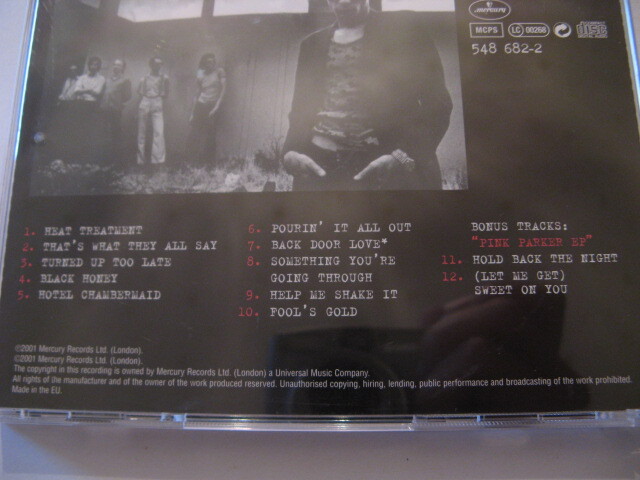 Mercury
MCPS
LC 00268
COMPACT
disc
548 682-2
1. HEAT TREATMENT
2. THAT'S WHAT THEY ALL SAY
3. TURNED UP TOO LATE
4. BLACK HONEY
5. HOTEL CHAMBERMAID
6. POURIN' IT ALL OUT
7. BACK DOOR LOVE*
8. SOMETHING YOU'RE
GOING THROUGH
9. HELP ME SHAKE IT
10. FOOL'S GOLD
BONUS TRACKS:
"PINK PARKER EP"
11. HOLD BACK THE NIGHT
12. (LET ME GET)
SWEET ON YOU
℗2001 Mercury Records Ltd. (London).
©2001 Mercury Records Ltd. (London).
The copyright in this recording is owned by Mercury Records Ltd. (London) a Universal Music Company.
All rights of the manufacturer and of the owner of the work produced reserved. Unauthorised copying, hiring, lending, public performance and broadcasting of the work prohibited.
Made in the EU.